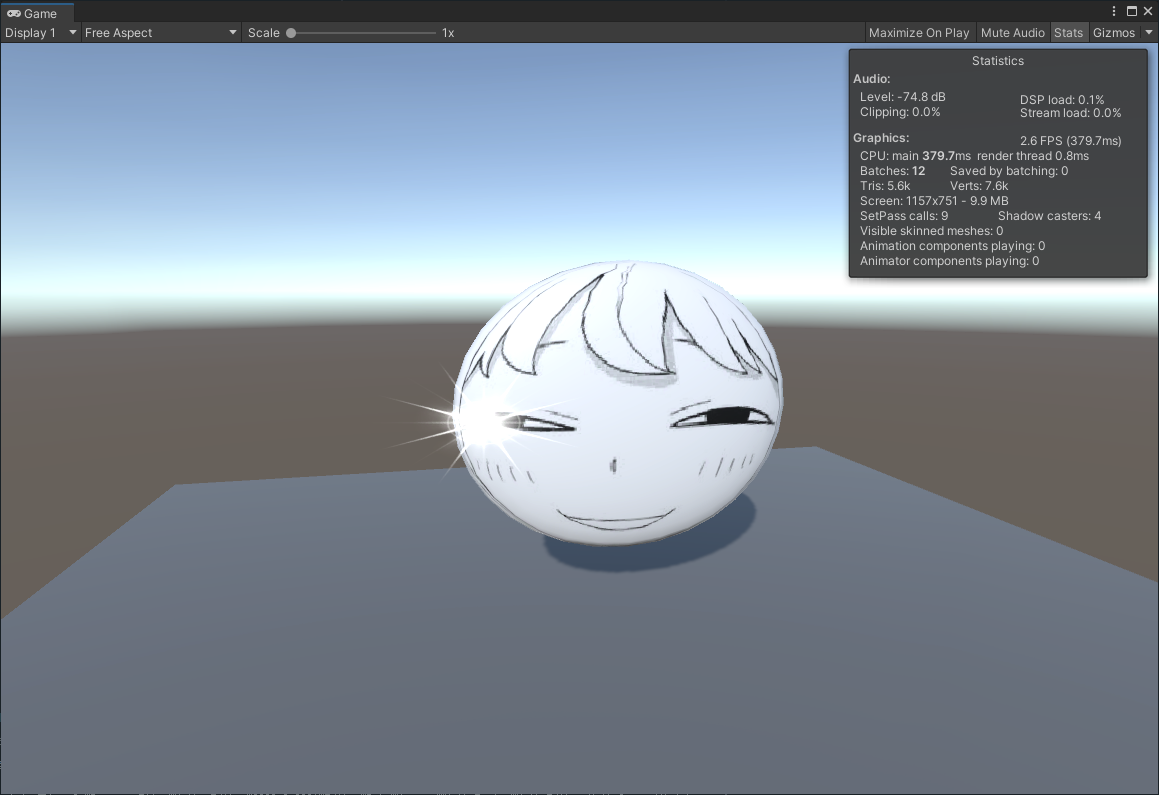 Game
Display 1 Free Aspect Scale 1x Maximize On Play Mute Audio Stats Gizmos
Statistics
Audio:
Level: -74.8 dB DSP load: 0.1%
Clipping: 0.0% Stream load: 0.0%
Graphics: 2.6 FPS (379.7ms)
CPU: main 379.7ms render thread 0.8ms
Batches: 12 Saved by batching: 0
Tris: 5.6k Verts: 7.6k
Screen: 1157x751 - 9.9 MB
SetPass calls: 9 Shadow casters: 4
Visible skinned meshes: 0
Animation components playing: 0
Animator components playing: 0